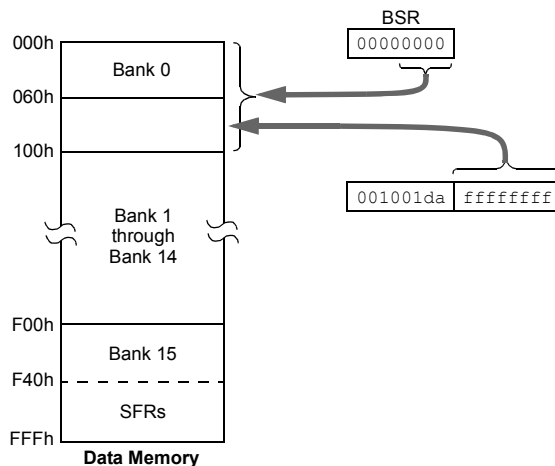 BSR
00000000
000h
Bank 0
060h
100h
001001da ffffffff
Bank 1
through
Bank 14
F00h
Bank 15
F40h
SFRs
FFFh
Data Memory